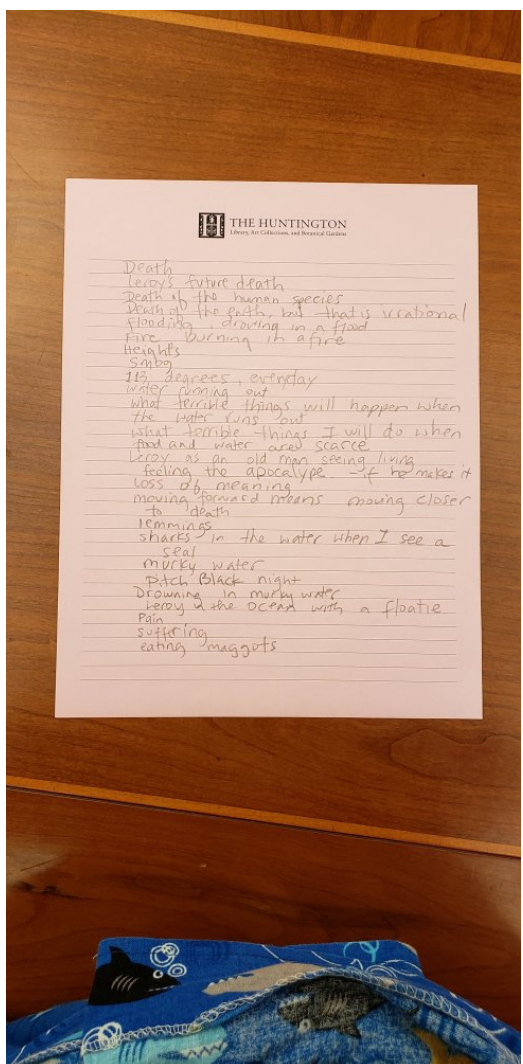 THE HUNTINGTON
Library, Art Collections, and Botanical Gardens
Death
Leroy's future death
Death of the human species
Death of the earth, but that is irrational
flooding, droving in a flood
Fire burning in a fire
Heights
Smog
113 degrees, everyday
water running out
what terrible things will happen when
the water runs out
what terrible things I will do when
food and water are scarce
Leroy as an old man seeing living
feeling the apocalypse if he makes it
loss of meaning
moving forward means moving closer
to death
lemmings
sharks in the water when I see a
seal
murky water
Pitch Black night
Drowning in murky water
Leroy in the ocean with a floatie
Pain
suffering
eating maggots